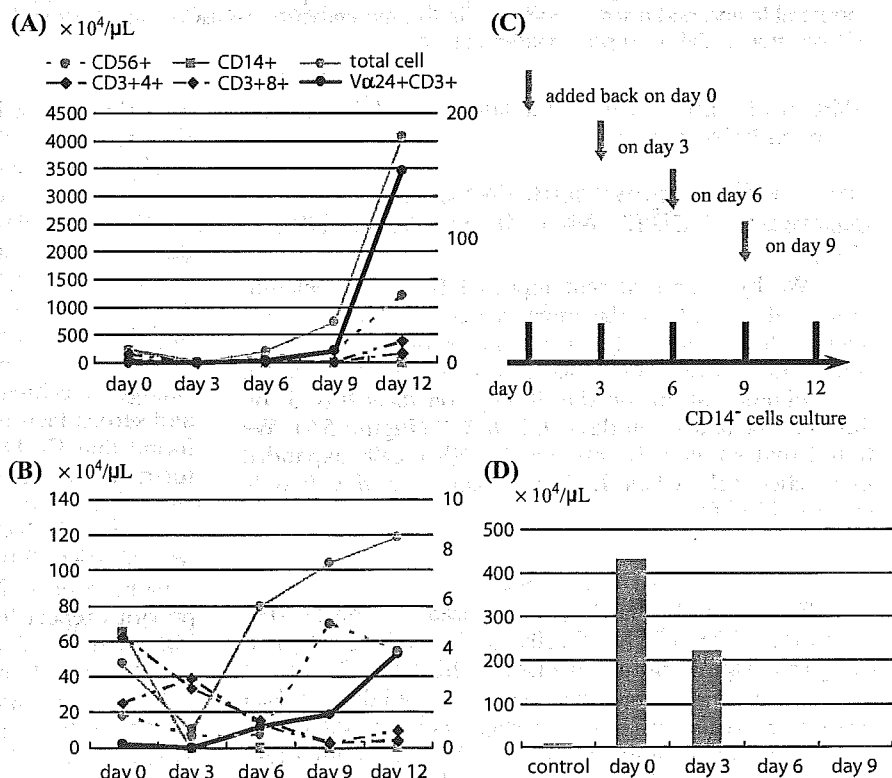 (A) ×10⁴/µL
CD56+ CD14+ total cell
CD3+4+ CD3+8+ Vα24+CD3+
4500
4000
3500
3000
2500
2000
1500
1000
500
0
200
100
0
day 0 day 3 day 6 day 9 day 12
(C)
added back on day 0
on day 3
on day 6
on day 9
day 0 3 6 9 12
CD14⁻ cells culture
(B) ×10⁴/µL
140
120
100
80
60
40
20
0
10
8
6
4
2
0
day 0 day 3 day 6 day 9 day 12
(D)
×10⁴/µL
500
400
300
200
100
0
control day 0 day 3 day 6 day 9